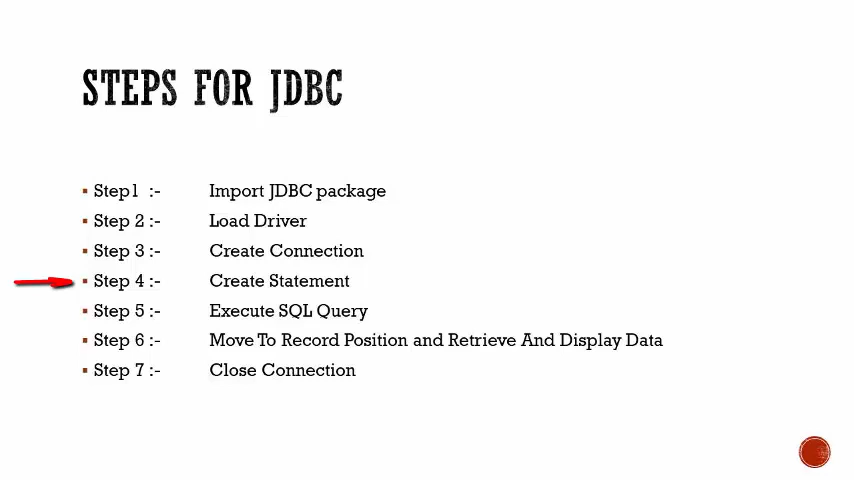 STEPS FOR JDBC
▪ Step1 :- Import JDBC package
▪ Step 2 :- Load Driver
▪ Step 3 :- Create Connection
▪ Step 4 :- Create Statement
▪ Step 5 :- Execute SQL Query
▪ Step 6 :- Move To Record Position and Retrieve And Display Data
▪ Step 7 :- Close Connection